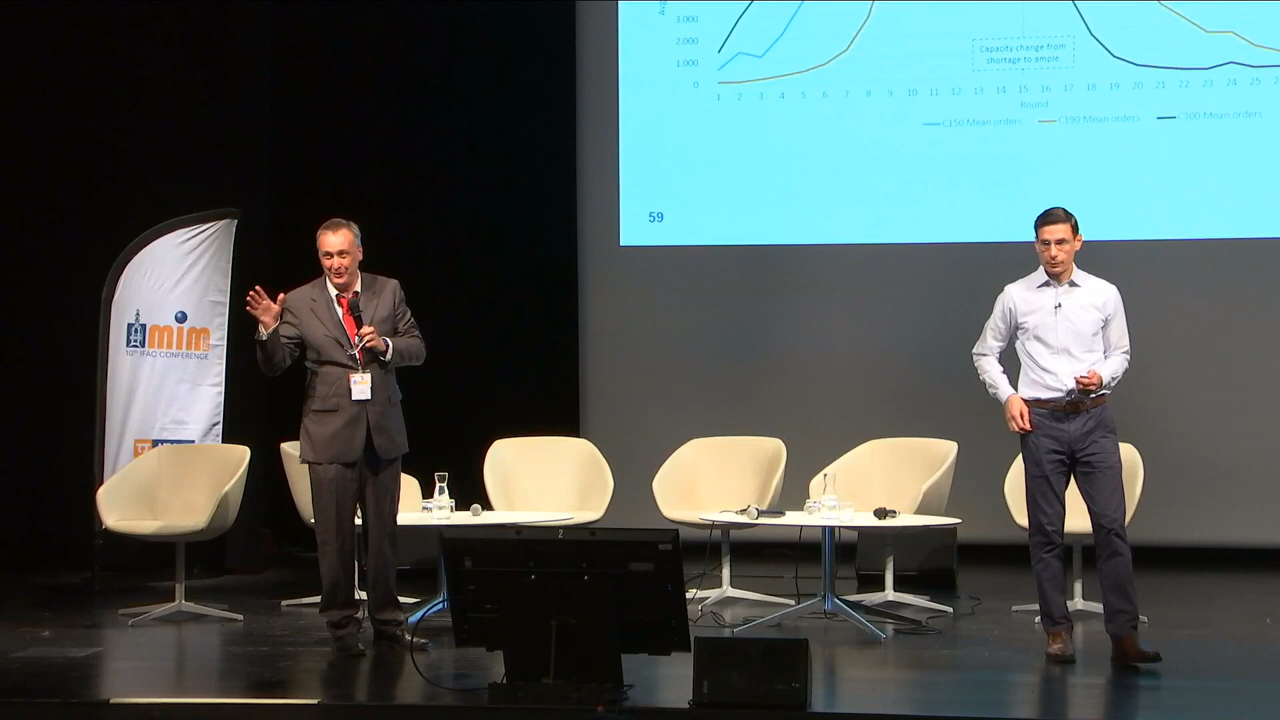 3.000
2.000
1.000
0
1 2 3 4 5 6 7 8 9 10 11 12 13 14 15 16 17 18 19 20 21 22 23 24 25
Capacity change from
shortage to ample
Round
C150 Mean orders C190 Mean orders C300 Mean orders
59
mim
10th IFAC CONFERENCE
2